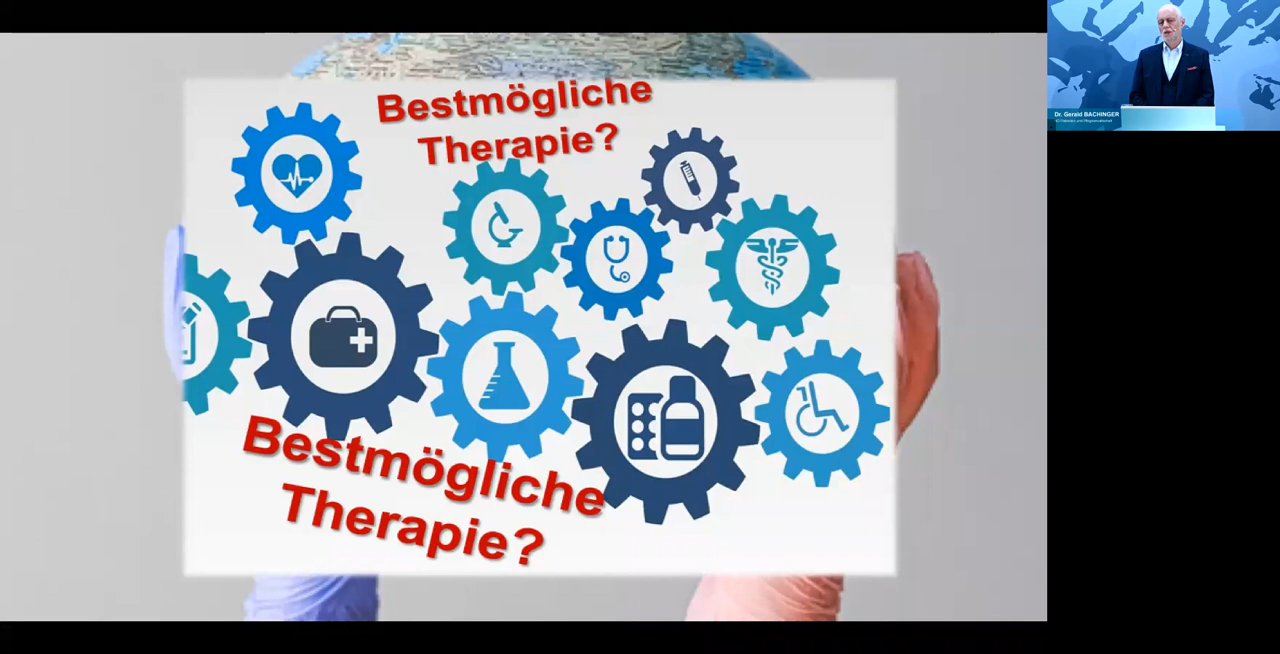 Bestmögliche
Therapie?
Bestmögliche
Therapie?
Dr. Gerald BACHINGER